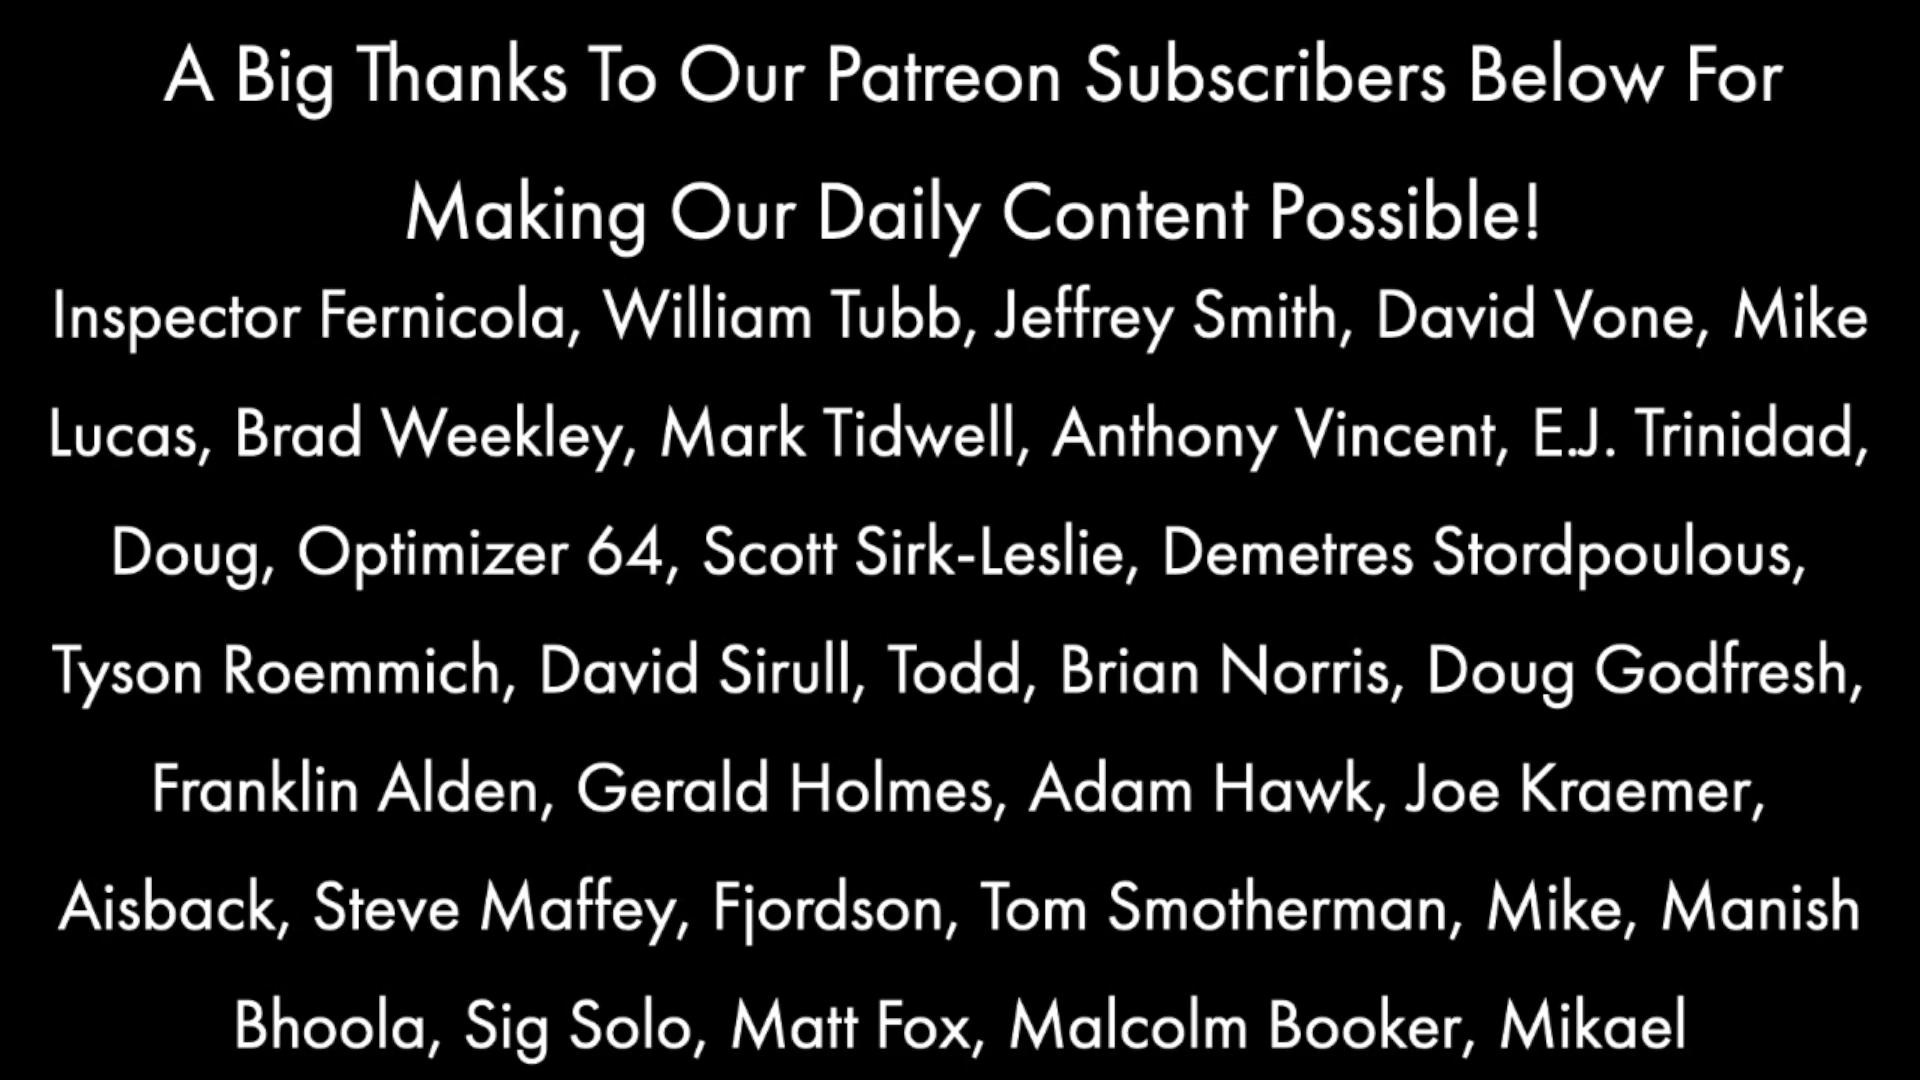 A Big Thanks To Our Patreon Subscribers Below For
Making Our Daily Content Possible!
Inspector Fernicola, William Tubb, Jeffrey Smith, David Vone, Mike
Lucas, Brad Weekley, Mark Tidwell, Anthony Vincent, E.J. Trinidad,
Doug, Optimizer 64, Scott Sirk-Leslie, Demetres Stordpoulous,
Tyson Roemmich, David Sirull, Todd, Brian Norris, Doug Godfresh,
Franklin Alden, Gerald Holmes, Adam Hawk, Joe Kraemer,
Aisback, Steve Maffey, Fjordson, Tom Smotherman, Mike, Manish
Bhoola, Sig Solo, Matt Fox, Malcolm Booker, Mikael